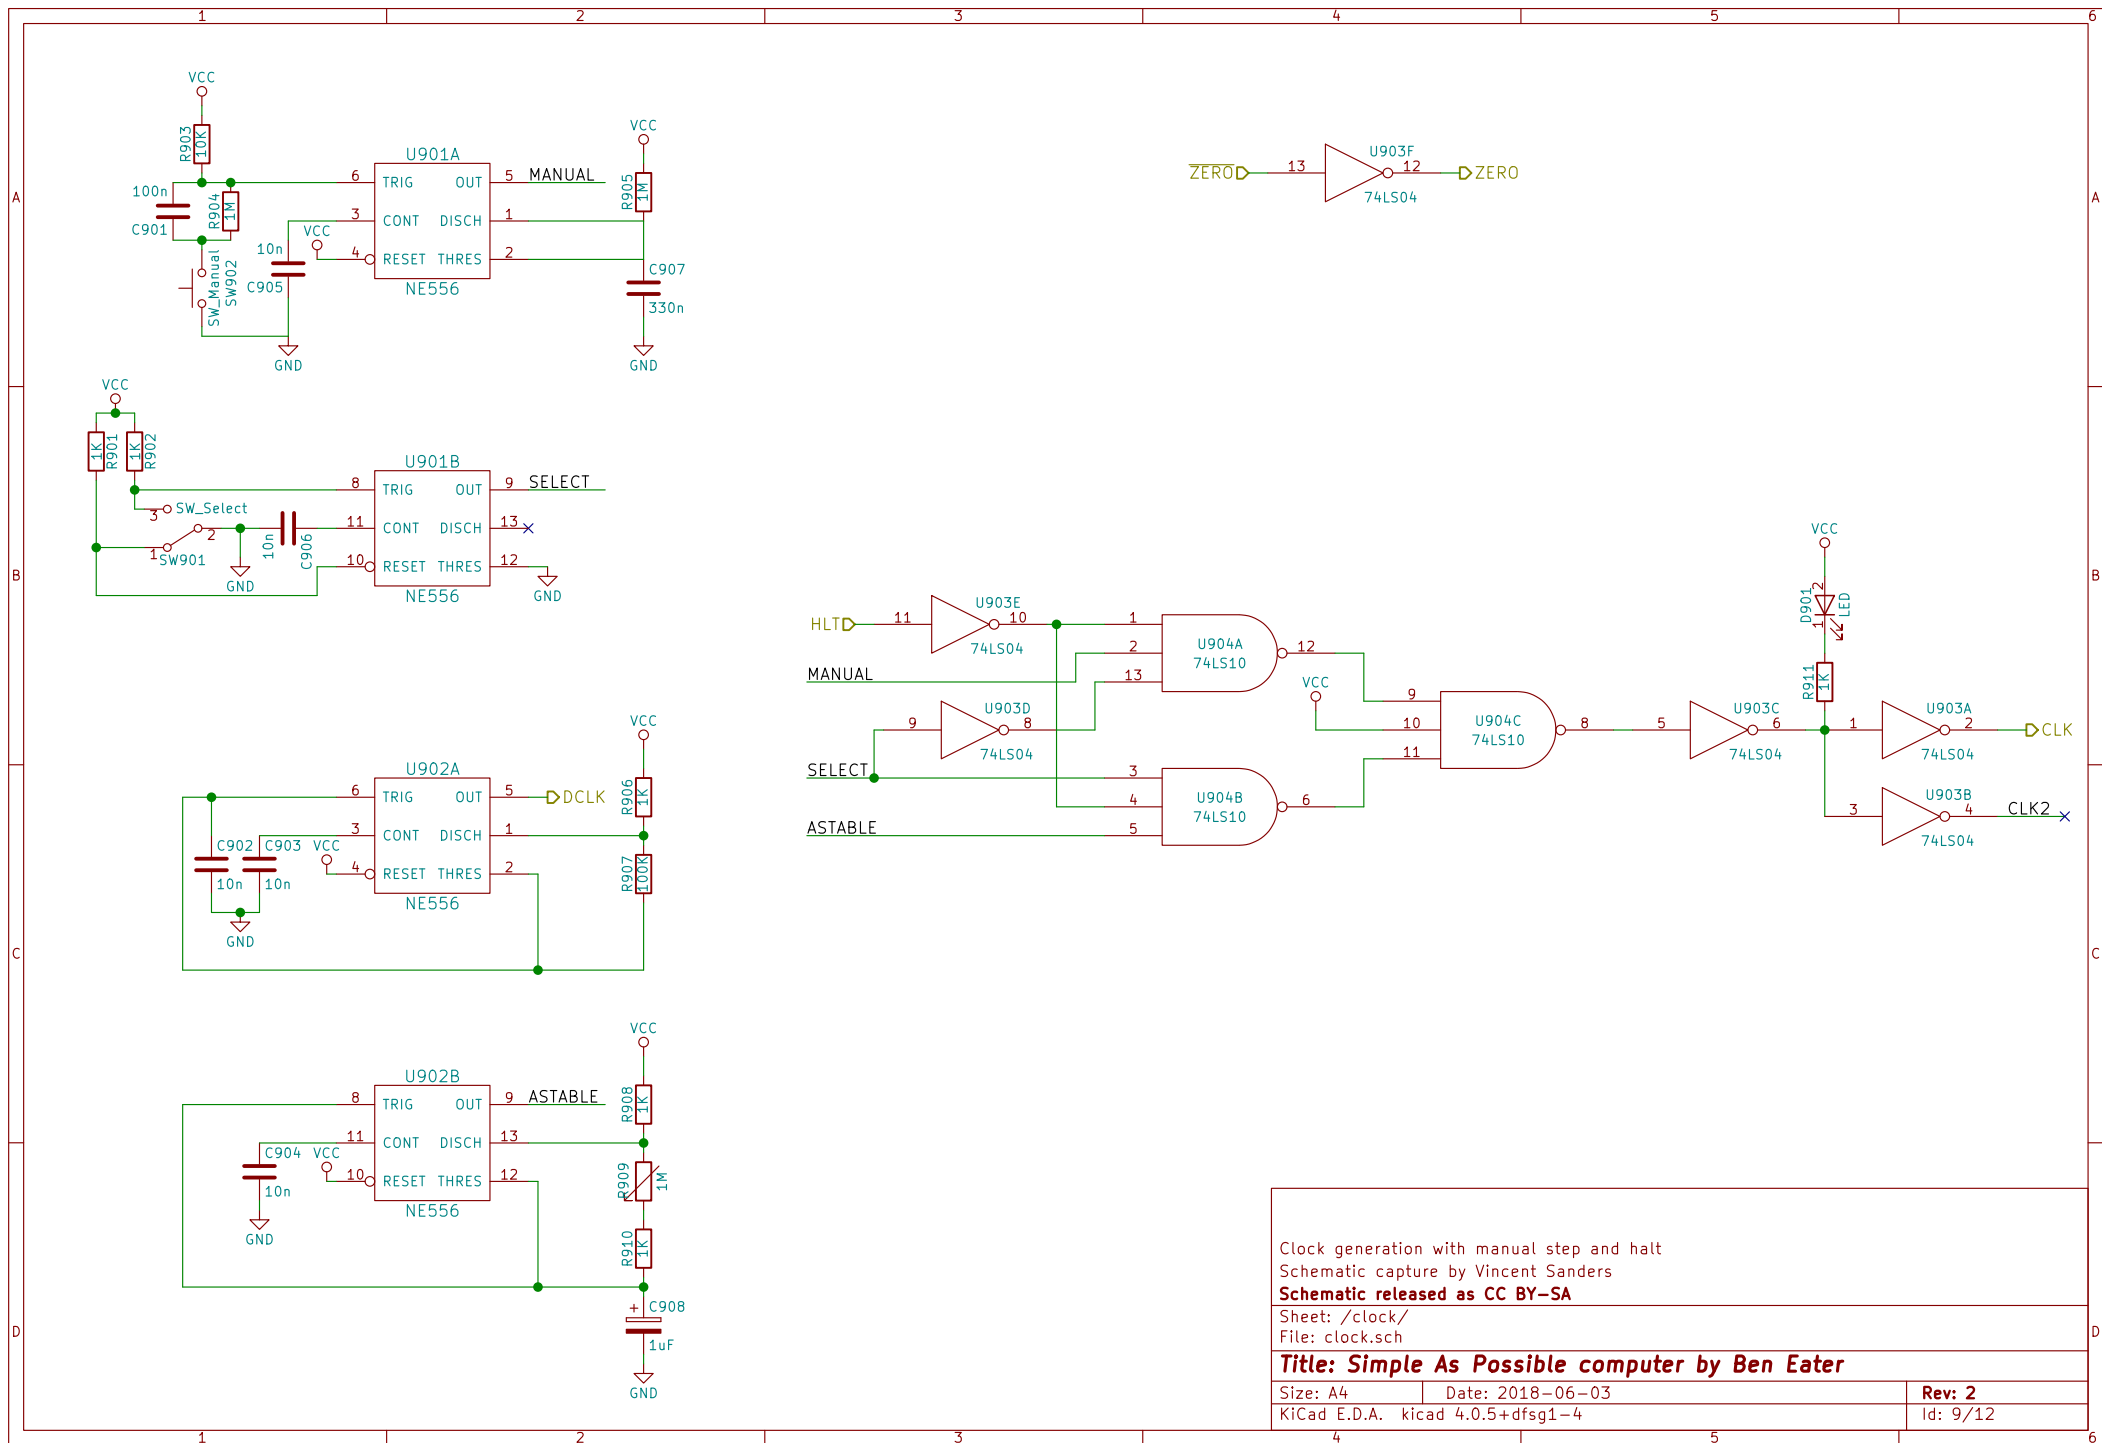 1 2 3 4 5 6
A
A
VCC
R903
10K
100n
C901
R904
1M
SW_Manual
SW902
10n
C905
VCC
GND
U901A
6 TRIG OUT 5 MANUAL
3 CONT DISCH 1
4 RESET THRES 2
NE556
VCC
R905
1M
C907
330n
GND
ZERO 13 U903F 12 ZERO
74LS04
B
B
VCC
1K
R901
1K
R902
3 SW_Select
2
1 SW901
GND
10n
C906
U901B
8 TRIG OUT 9 SELECT
11 CONT DISCH 13
10 RESET THRES 12
NE556
GND
HLT 11 U903E 10
74LS04
MANUAL
9 U903D 8
74LS04
SELECT
ASTABLE
1
2
13
U904A
74LS10
12
3
4
5
U904B
74LS10
6
VCC
9
10
11
U904C
74LS10
8
5 U903C 6
74LS04
VCC
2
D901
LED
1
R911
1K
1 U903A 2 CLK
74LS04
3 U903B 4 CLK2
74LS04
C
C
U902A
6 TRIG OUT 5 DCLK
3 CONT DISCH 1
4 RESET THRES 2
NE556
C902
10n
C903
10n
VCC
GND
VCC
R906
1K
R907
100K
D
D
U902B
8 TRIG OUT 9 ASTABLE
11 CONT DISCH 13
10 RESET THRES 12
NE556
C904
10n
VCC
GND
VCC
R908
1K
R909
1M
R910
1K
+ C908
1uF
GND
Clock generation with manual step and halt
Schematic capture by Vincent Sanders
Schematic released as CC BY-SA
Sheet: /clock/
File: clock.sch
Title: Simple As Possible computer by Ben Eater
Size: A4 Date: 2018-06-03 Rev: 2
KiCad E.D.A. kicad 4.0.5+dfsg1-4 Id: 9/12
1 2 3 4 5 6